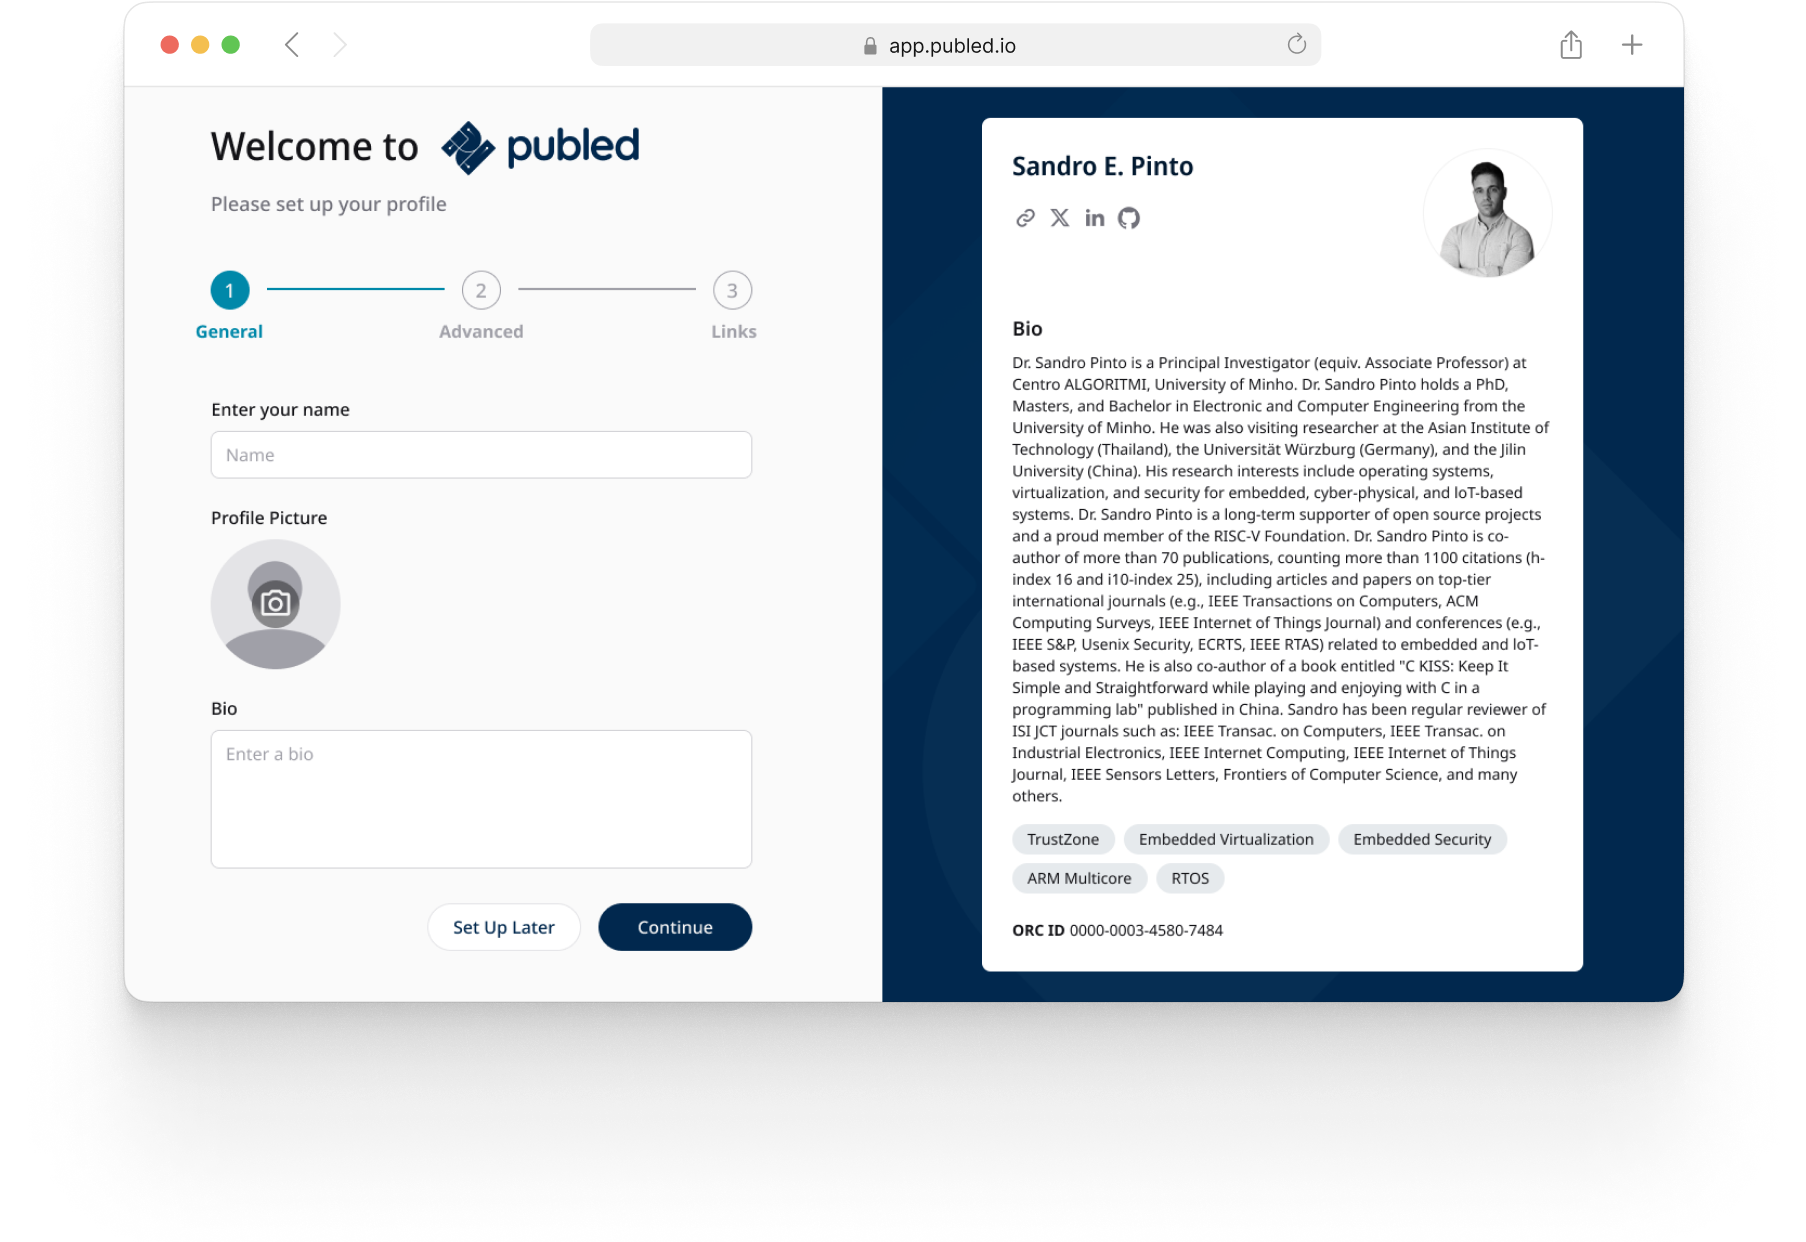 app.publed.io
Welcome to publed
Please set up your profile
1
2
3
General
Advanced
Links
Enter your name
Name
Profile Picture
Bio
Enter a bio
Set Up Later
Continue
Sandro E. Pinto
Bio
Dr. Sandro Pinto is a Principal Investigator (equiv. Associate Professor) at
Centro ALGORITMI, University of Minho. Dr. Sandro Pinto holds a PhD,
Masters, and Bachelor in Electronic and Computer Engineering from the
University of Minho. He was also visiting researcher at the Asian Institute of
Technology (Thailand), the Universität Würzburg (Germany), and the Jilin
University (China). His research interests include operating systems,
virtualization, and security for embedded, cyber-physical, and loT-based
systems. Dr. Sandro Pinto is a long-term supporter of open source projects
and a proud member of the RISC-V Foundation. Dr. Sandro Pinto is co-
author of more than 70 publications, counting more than 1100 citations (h-
index 16 and i10-index 25), including articles and papers on top-tier
international journals (e.g., IEEE Transactions on Computers, ACM
Computing Surveys, IEEE Internet of Things Journal) and conferences (e.g.,
IEEE S&P, Usenix Security, ECRTS, IEEE RTAS) related to embedded and loT-
based systems. He is also co-author of a book entitled "C KISS: Keep It
Simple and Straightforward while playing and enjoying with C in a
programming lab" published in China. Sandro has been regular reviewer of
ISI JCT journals such as: IEEE Transac. on Computers, IEEE Transac. on
Industrial Electronics, IEEE Internet Computing, IEEE Internet of Things
Journal, IEEE Sensors Letters, Frontiers of Computer Science, and many
others.
TrustZone
Embedded Virtualization
Embedded Security
ARM Multicore
RTOS
ORC ID 0000-0003-4580-7484